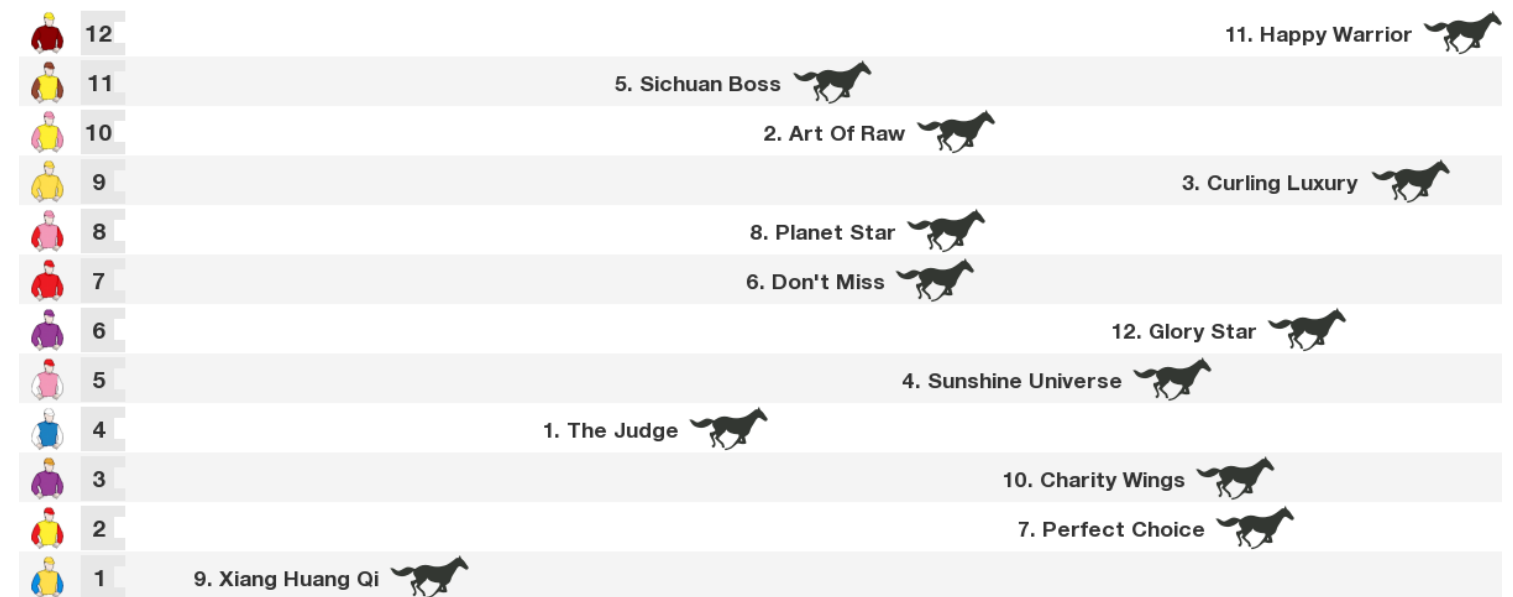 12 11. Happy Warrior
11 5. Sichuan Boss
10 2. Art Of Raw
9 3. Curling Luxury
8 8. Planet Star
7 6. Don't Miss
6 12. Glory Star
5 4. Sunshine Universe
4 1. The Judge
3 10. Charity Wings
2 7. Perfect Choice
1 9. Xiang Huang Qi